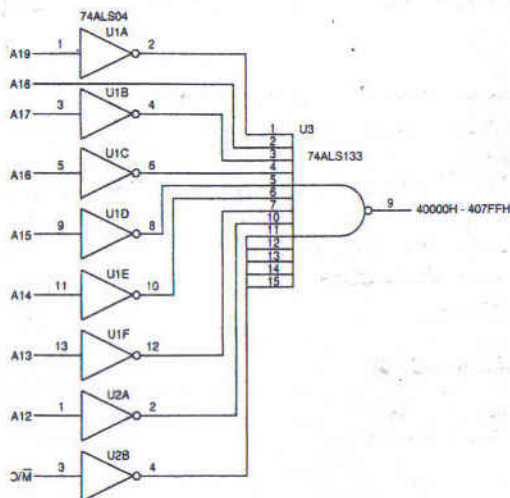 74ALS04
U1A
A19 1 2
A18
U1B
A17 3 4
U1C
A16 5 6
U1D
A15 9 8
U1E
A14 11 10
U1F
A13 13 12
U2A
A12 1 2
U2B
3 4
U3
74ALS133
1
2
3
4
5
6
7
10
11
12
13
14
15
9 40000H - 407FFH